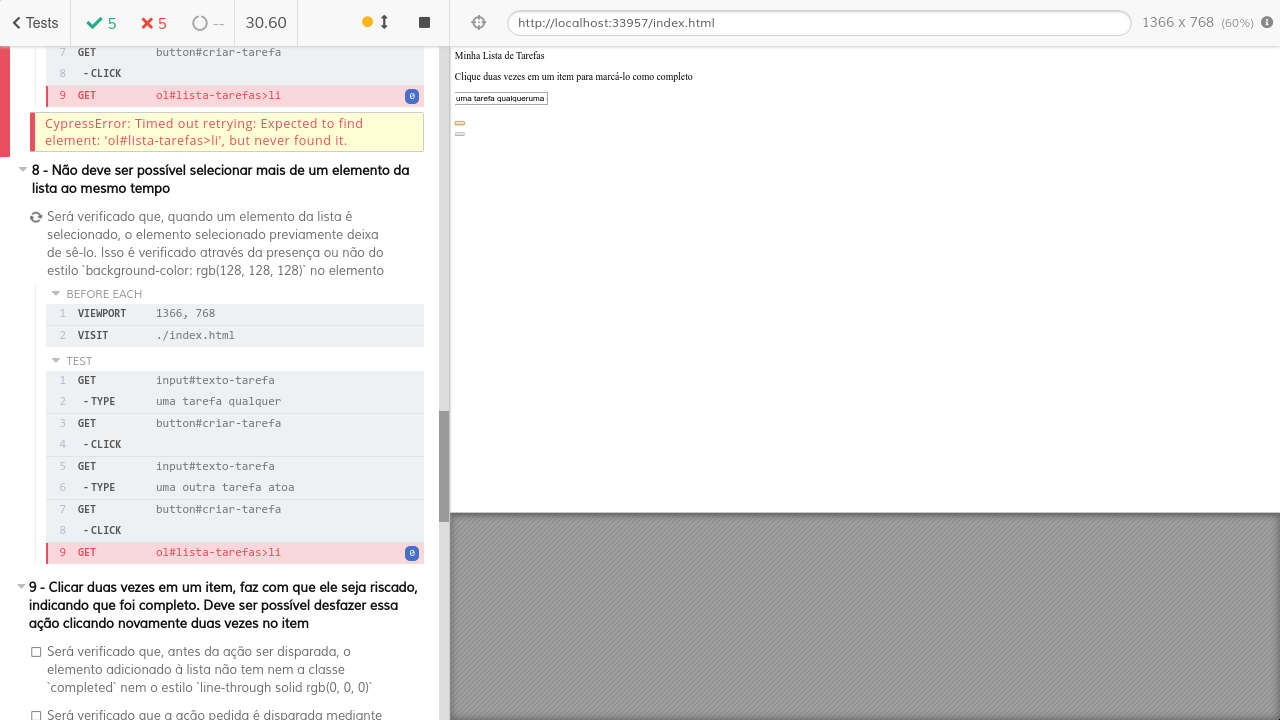 Tests
5
5
--
30.60
http://localhost:33957/index.html
1366 x 768 (60%)
7 GET button#criar-tarefa
8 -CLICK
9 GET ol#lista-tarefas>li 0
CypressError: Timed out retrying: Expected to find
element: 'ol#lista-tarefas>li', but never found it.
8 - Não deve ser possível selecionar mais de um elemento da
lista ao mesmo tempo
Será verificado que, quando um elemento da lista é
selecionado, o elemento selecionado previamente deixa
de sê-lo. Isso é verificado através da presença ou não do
estilo `background-color: rgb(128, 128, 128)` no elemento
BEFORE EACH
1 VIEWPORT 1366, 768
2 VISIT ./index.html
TEST
1 GET input#texto-tarefa
2 -TYPE uma tarefa qualquer
3 GET button#criar-tarefa
4 -CLICK
5 GET input#texto-tarefa
6 -TYPE uma outra tarefa atoa
7 GET button#criar-tarefa
8 -CLICK
9 GET ol#lista-tarefas>li 0
9 - Clicar duas vezes em um item, faz com que ele seja riscado,
indicando que foi completo. Deve ser possível desfazer essa
ação clicando novamente duas vezes no item
Será verificado que, antes da ação ser disparada, o
elemento adicionado à lista não tem nem a classe
`completed` nem o estilo `line-through solid rgb(0, 0, 0)`
Será verificado que a ação pedida é disparada mediante
Minha Lista de Tarefas
Clique duas vezes em um item para marcá-lo como completo
uma tarefa qualqueruma